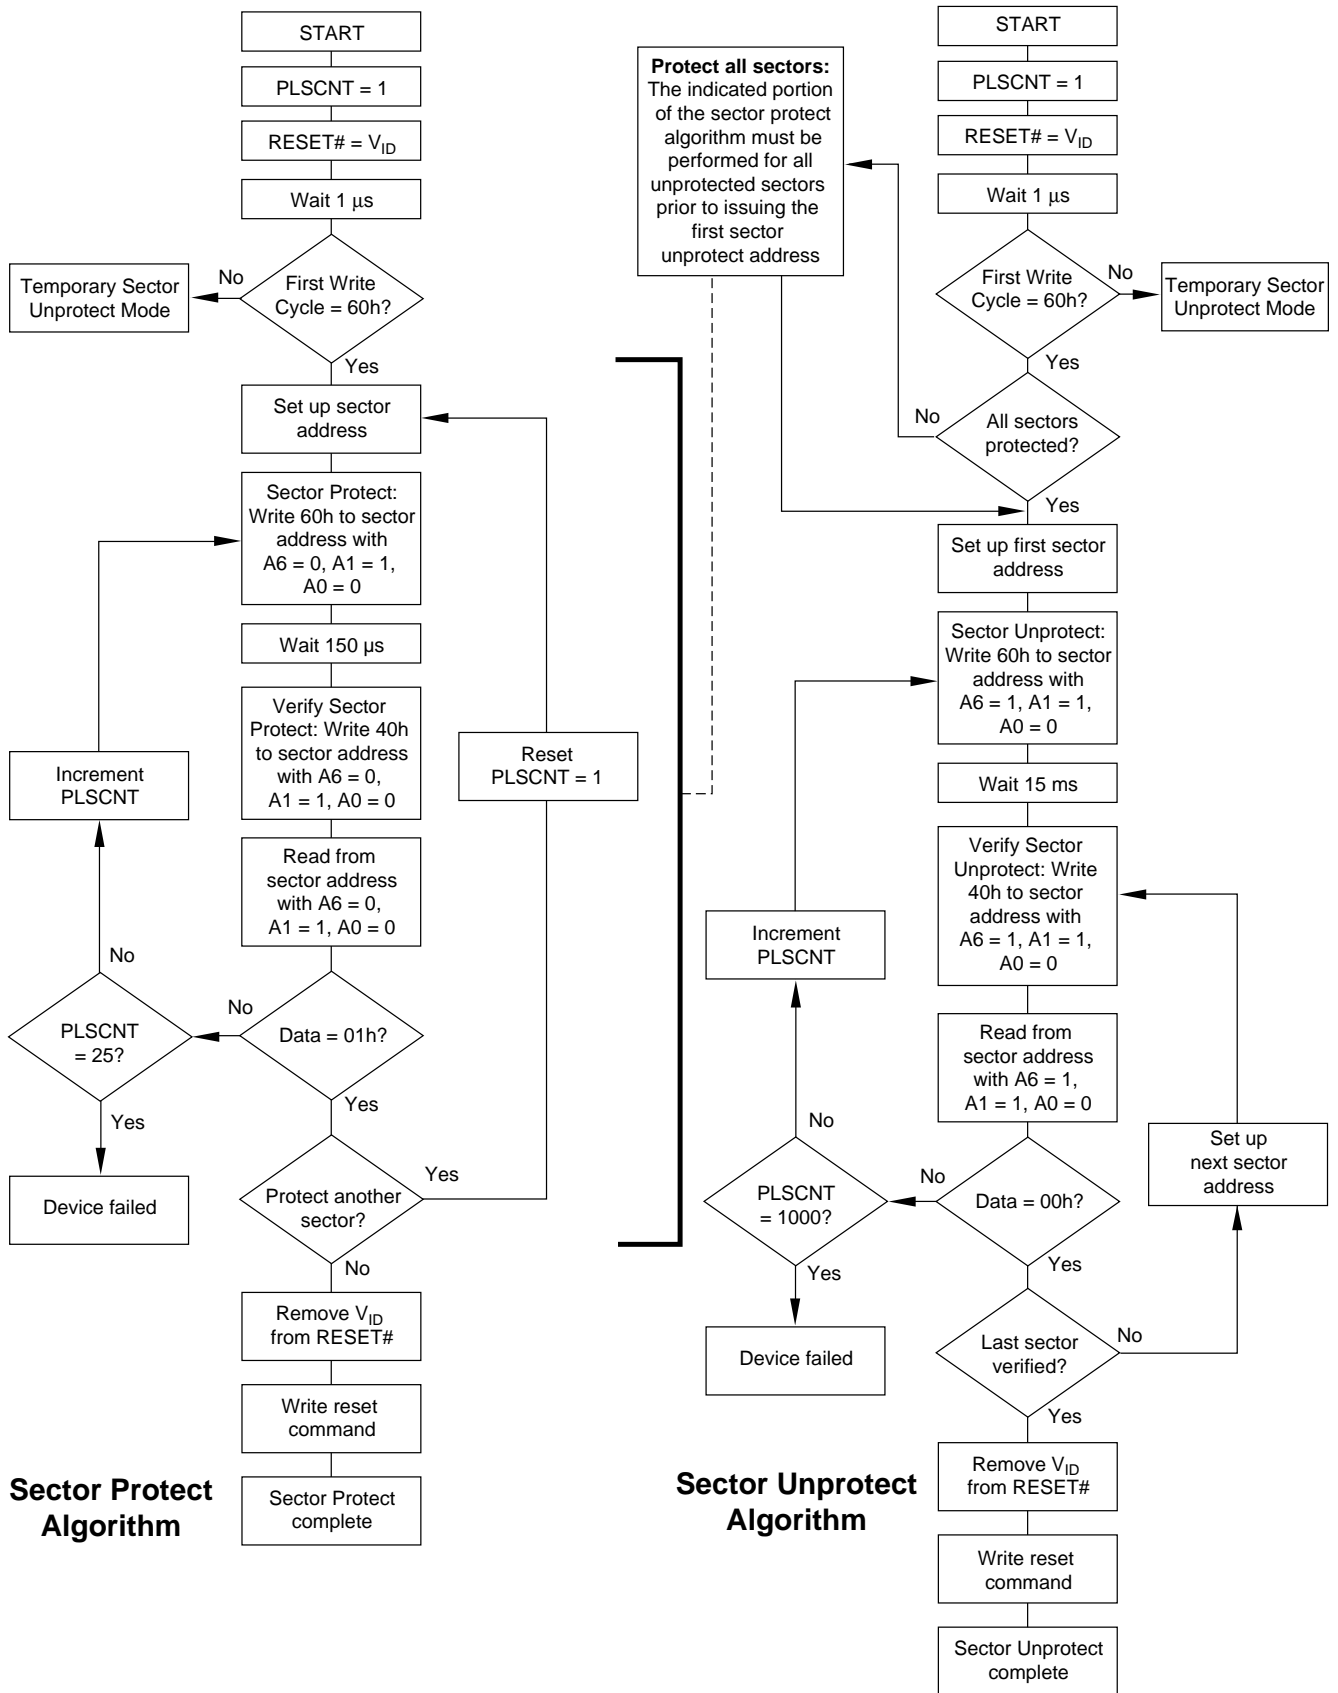 START
PLSCNT = 1
RESET# = VID
Wait 1 μs
First Write
Cycle = 60h?
No
Temporary Sector
Unprotect Mode
Yes
Set up sector
address
Sector Protect:
Write 60h to sector
address with
A6 = 0, A1 = 1,
A0 = 0
Wait 150 µs
Verify Sector
Protect: Write 40h
to sector address
with A6 = 0,
A1 = 1, A0 = 0
Reset
PLSCNT = 1
Increment
PLSCNT
Read from
sector address
with A6 = 0,
A1 = 1, A0 = 0
No
No
PLSCNT
= 25?
Data = 01h?
Yes
Yes
Device failed
Protect another
sector?
Yes
No
Remove VID
from RESET#
Write reset
command
Sector Protect
complete
Sector Protect
Algorithm
Protect all sectors:
The indicated portion
of the sector protect
algorithm must be
performed for all
unprotected sectors
prior to issuing the
first sector
unprotect address
START
PLSCNT = 1
RESET# = VID
Wait 1 μs
First Write
Cycle = 60h?
No
Temporary Sector
Unprotect Mode
Yes
No
All sectors
protected?
Yes
Set up first sector
address
Sector Unprotect:
Write 60h to sector
address with
A6 = 1, A1 = 1,
A0 = 0
Wait 15 ms
Verify Sector
Unprotect: Write
40h to sector
address with
A6 = 1, A1 = 1,
A0 = 0
Increment
PLSCNT
Read from
sector address
with A6 = 1,
A1 = 1, A0 = 0
No
No
PLSCNT
= 1000?
Data = 00h?
Set up
next sector
address
Yes
Yes
Device failed
Last sector
verified?
No
Yes
Remove VID
from RESET#
Write reset
command
Sector Unprotect
complete
Sector Unprotect
Algorithm